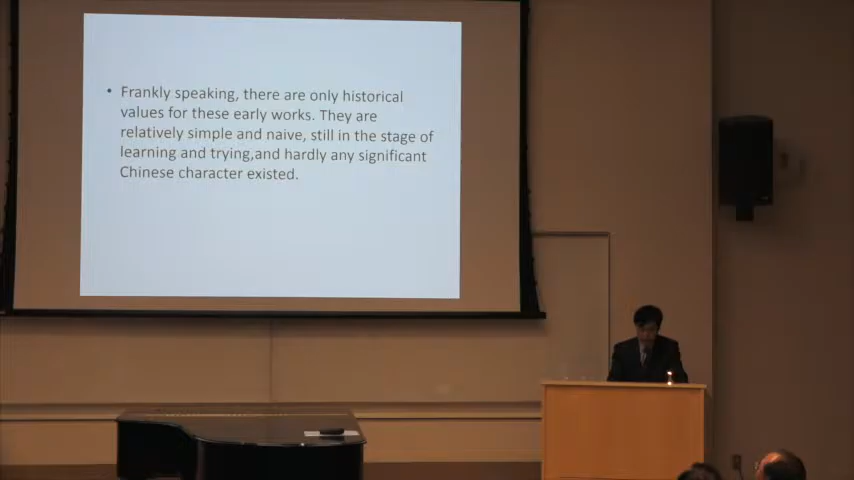 • Frankly speaking, there are only historical
values for these early works. They are
relatively simple and naive, still in the stage of
learning and trying,and hardly any significant
Chinese character existed.